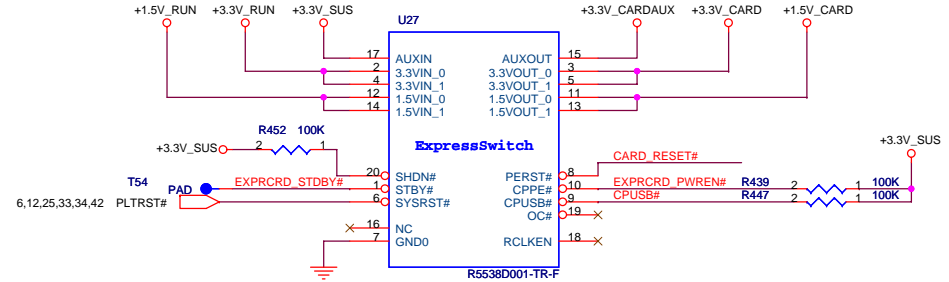 +1.5V_RUN +3.3V_RUN +3.3V_SUS U27 +3.3V_CARDAUX +3.3V_CARD +1.5V_CARD
17 AUXIN AUXOUT 15
2 3.3VIN_0 3.3VOUT_0 3
4 3.3VIN_1 3.3VOUT_1 5
12 1.5VIN_0 1.5VOUT_0 11
14 1.5VIN_1 1.5VOUT_1 13
R452 100K
+3.3V_SUS 2 1
ExpressSwitch
+3.3V_SUS
CARD_RESET#
20 SHDN# PERST# 8
T54 PAD EXPRCRD_STDBY# 1 STBY# CPPE# 10 EXPRCRD_PWREN# R439 2 1 100K
6,12,25,33,34,42 PLTRST# 6 SYSRST# CPUSB# 9 CPUSB# R447 2 1 100K
OC# 19
16 NC
7 GND0 RCLKEN 18
R5538D001-TR-F